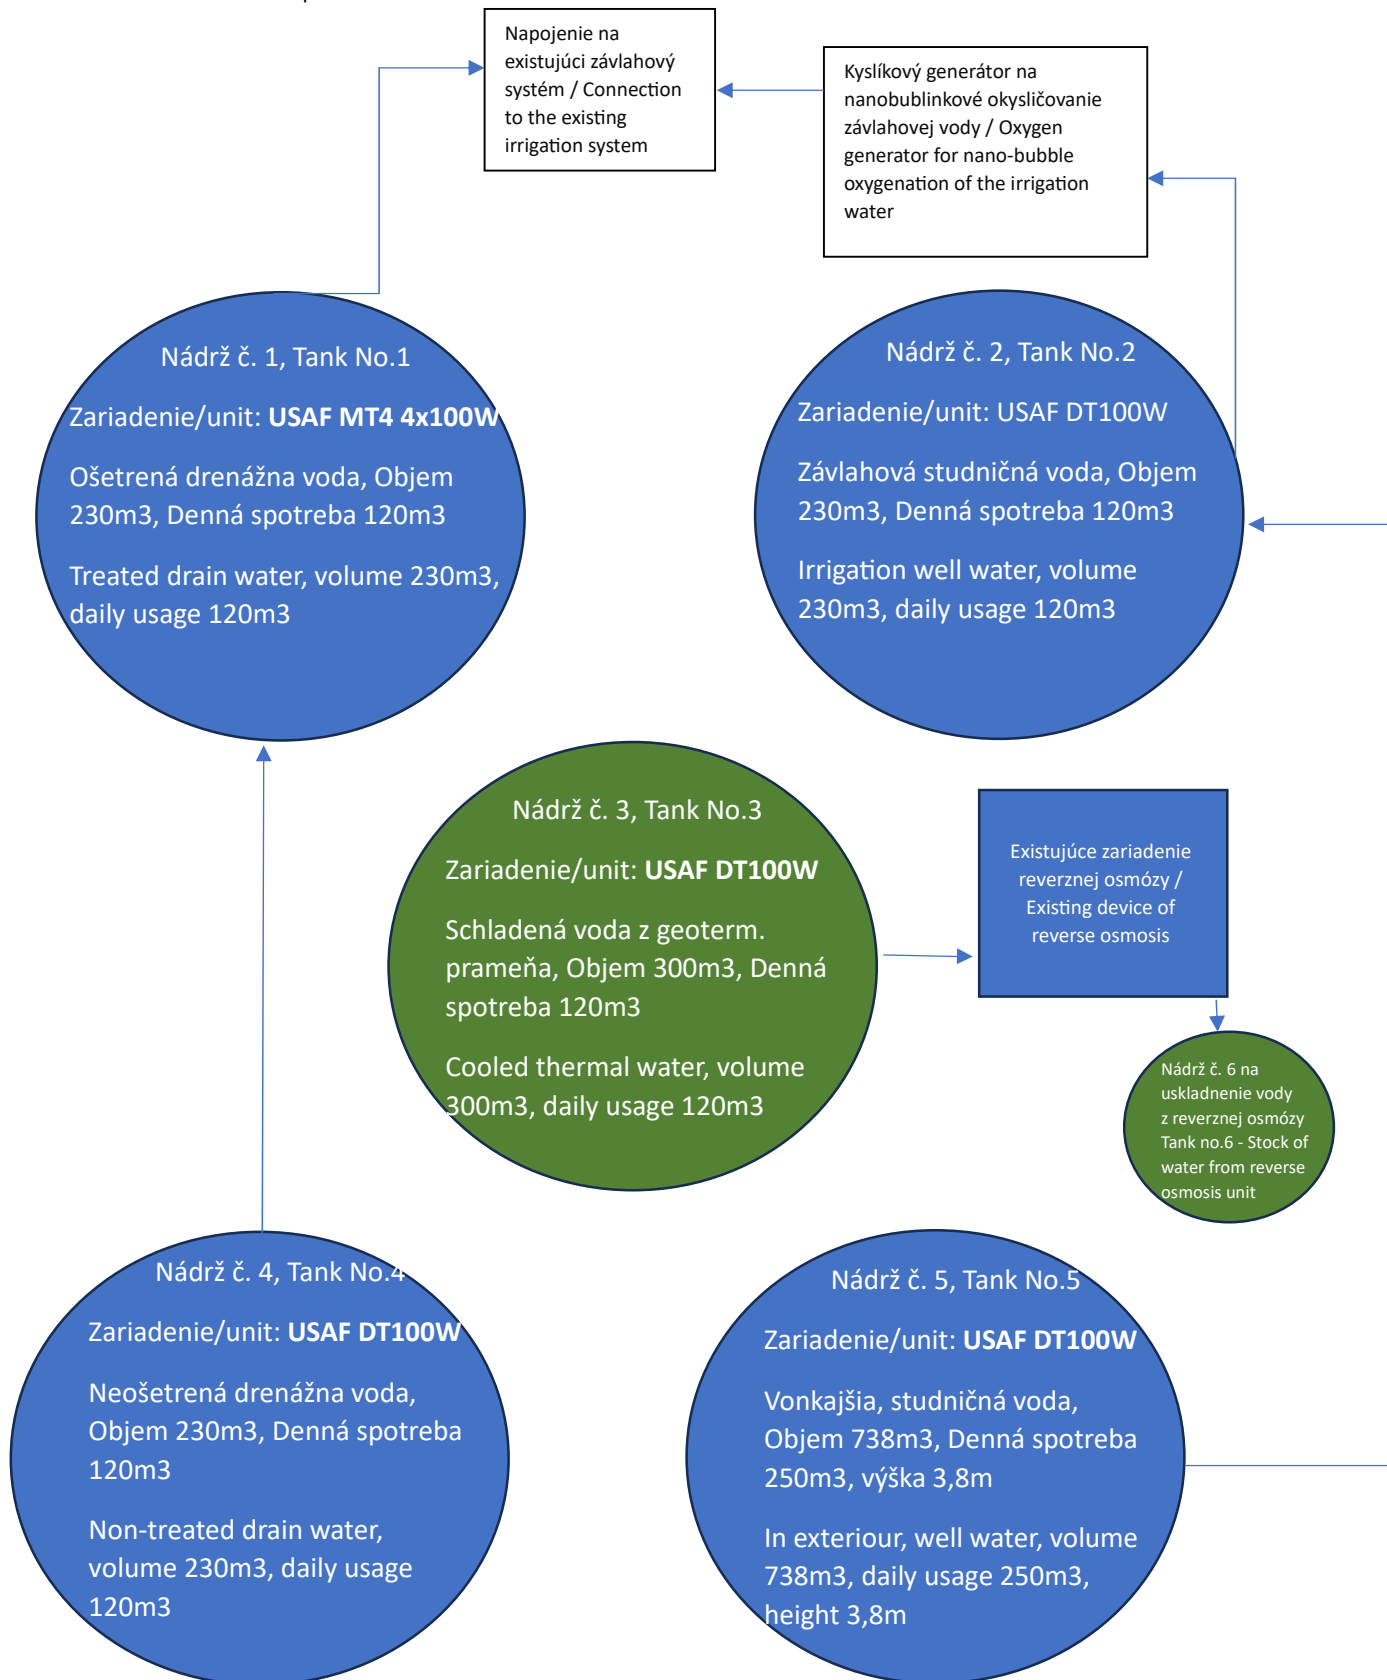 Napojenie na
existujúci závlahový
systém / Connection
to the existing
irrigation system
Kyslíkový generátor na
nanobublinkové okysličovanie
závlahovej vody / Oxygen
generator for nano-bubble
oxygenation of the irrigation
water
Nádrž č. 1, Tank No.1
Zariadenie/unit: USAF MT4 4x100W
Ošetrená drenážna voda, Objem
230m3, Denná spotreba 120m3
Treated drain water, volume 230m3,
daily usage 120m3
Nádrž č. 2, Tank No.2
Zariadenie/unit: USAF DT100W
Závlahová studničná voda, Objem
230m3, Denná spotreba 120m3
Irrigation well water, volume
230m3, daily usage 120m3
Nádrž č. 3, Tank No.3
Zariadenie/unit: USAF DT100W
Schladená voda z geoterm.
prameňa, Objem 300m3, Denná
spotreba 120m3
Cooled thermal water, volume
300m3, daily usage 120m3
Existujúce zariadenie
reverznej osmózy /
Existing device of
reverse osmosis
Nádrž č. 6 na
uskladnenie vody
z reverznej osmózy
Tank no.6 - Stock of
water from reverse
osmosis unit
Nádrž č. 4, Tank No.4
Zariadenie/unit: USAF DT100W
Neošetrená drenážna voda,
Objem 230m3, Denná spotreba
120m3
Non-treated drain water,
volume 230m3, daily usage
120m3
Nádrž č. 5, Tank No.5
Zariadenie/unit: USAF DT100W
Vonkajšia, studničná voda,
Objem 738m3, Denná spotreba
250m3, výška 3,8m
In exteriour, well water, volume
738m3, daily usage 250m3,
height 3,8m